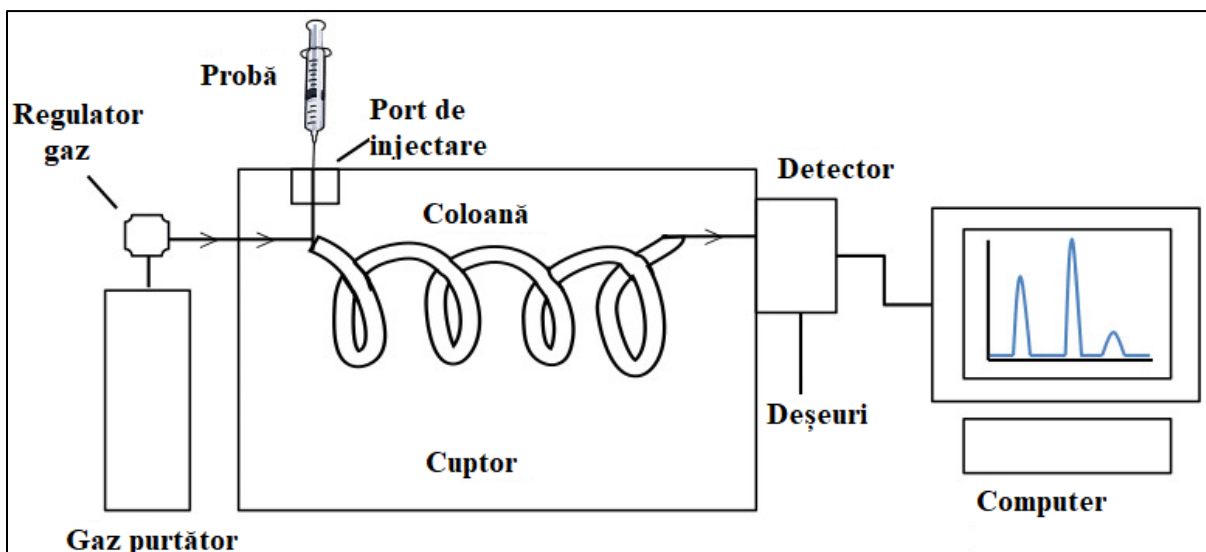 Probă
Regulator
gaz
Port de
injectare
Detector
Coloană
Deșeuri
Cuptor
Computer
Gaz purtător